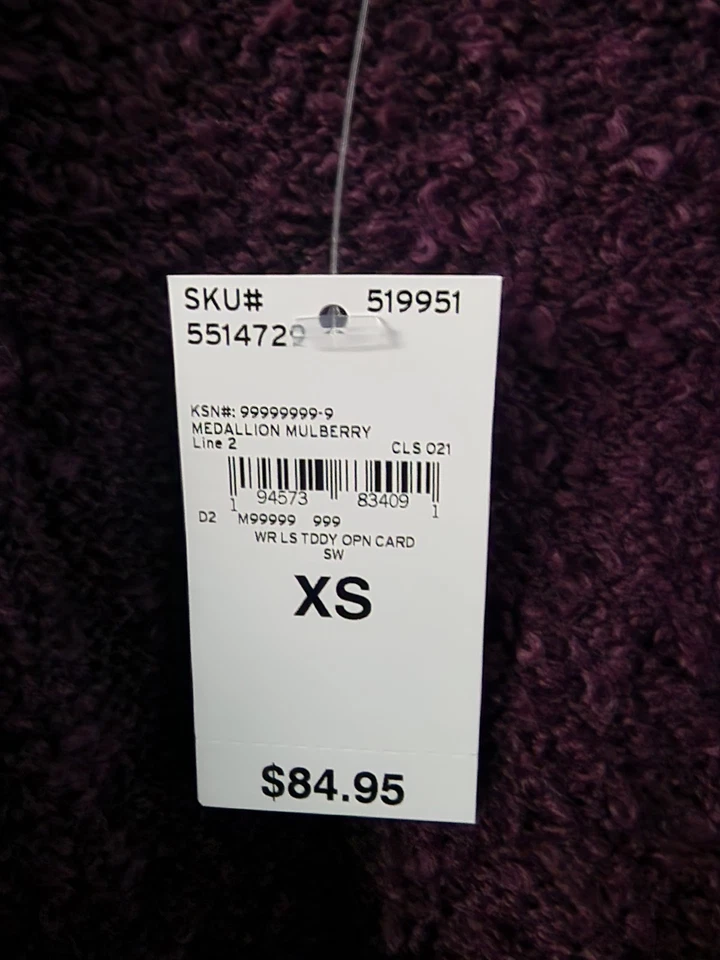 SKU# 519951
5514729
KSN#: 99999999-9
MEDALLION MULBERRY
Line 2 CLS 021
1 94573 83409 1
D2 M99999 999
WR LS TDDY OPN CARD
SW
XS
$84.95